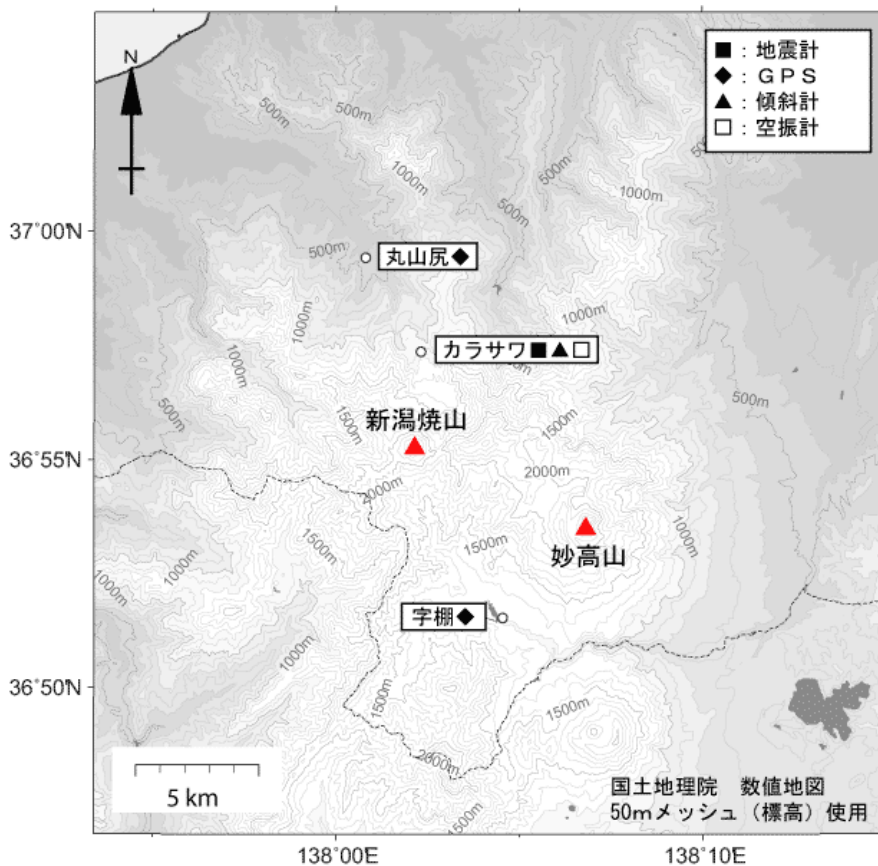 N
■：地震計
◆：ＧＰＳ
▲：傾斜計
□：空振計
500m
500m
500m
500m
1000m
1000m
500m
37°00'N
500m
丸山尻◆
1000m
1000m
カラサワ■▲□
1000m
500m
500m
1500m
新潟焼山
1500m
36°55'N
2000m
2000m
1500m
1500m
妙高山
1000m
1000m
1000m
字棚◆
1000m
36°50'N
1500m
1500m
2000m
1500m
5 km
国土地理院　数値地図
50mメッシュ（標高）使用
138°00'E
138°10'E